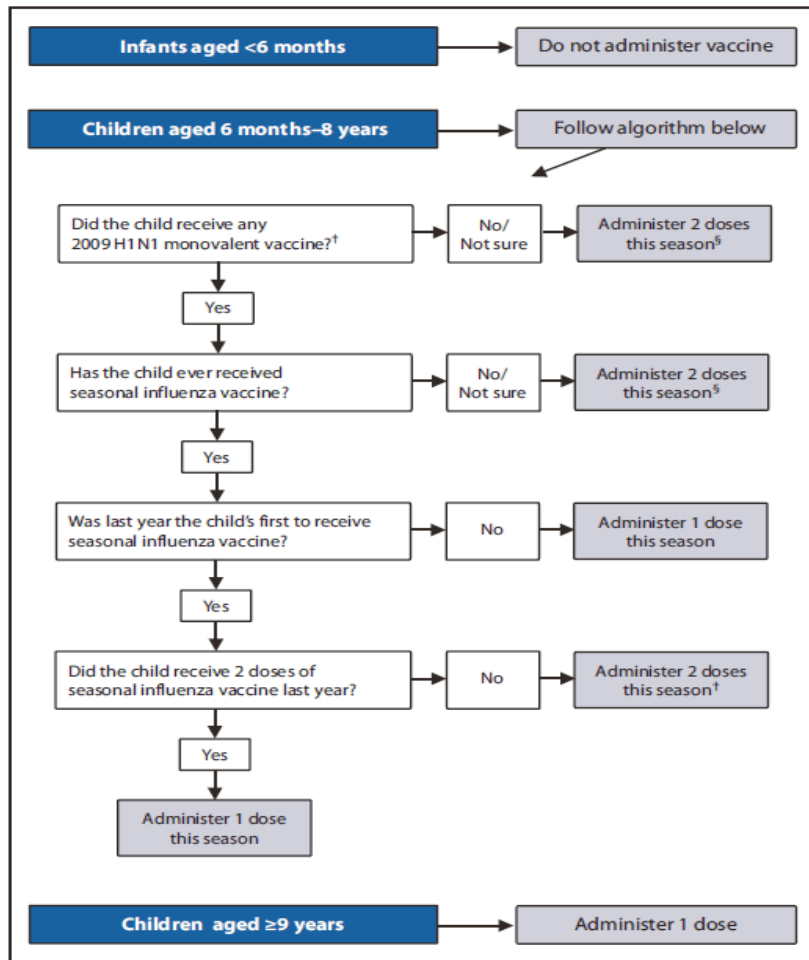 Infants aged <6 months
Do not administer vaccine
Children aged 6 months–8 years
Follow algorithm below
Did the child receive any
2009 H1N1 monovalent vaccine?†
No/
Not sure
Administer 2 doses
this season§
Yes
Has the child ever received
seasonal influenza vaccine?
No/
Not sure
Administer 2 doses
this season§
Yes
Was last year the child’s first to receive
seasonal influenza vaccine?
No
Administer 1 dose
this season
Yes
Did the child receive 2 doses of
seasonal influenza vaccine last year?
No
Administer 2 doses
this season†
Yes
Administer 1 dose
this season
Children aged ≥9 years
Administer 1 dose